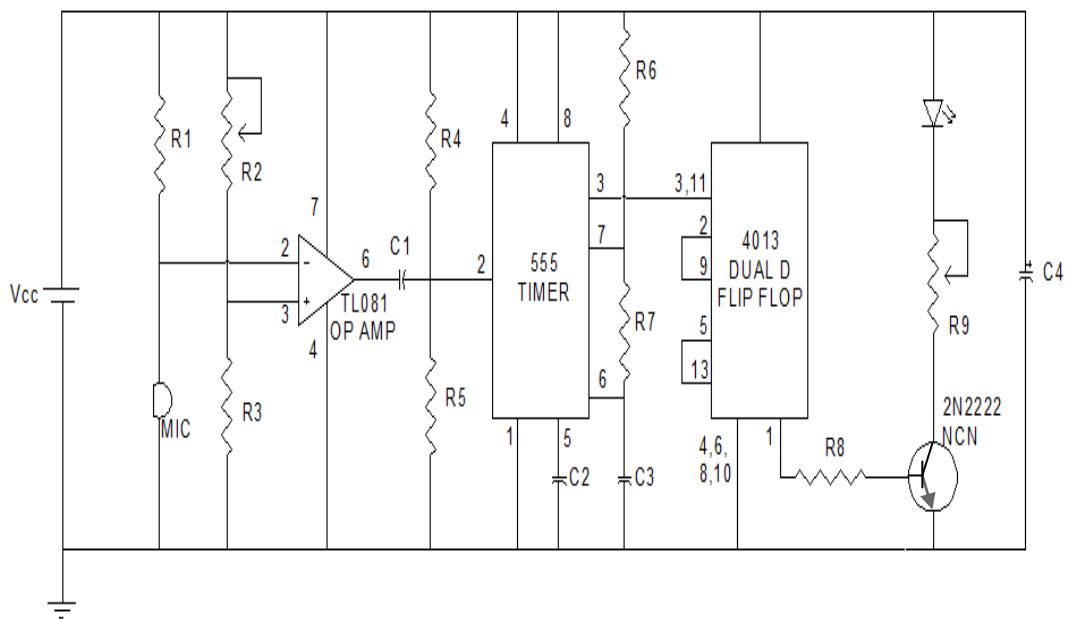 Vcc
R1
R2
R3
MIC
2
3
7
4
6
-
+
TL081
OP AMP
C1
R4
R5
2
4
8
555
TIMER
3
7
6
1
5
C2
R6
R7
C3
3,11
2
9
5
13
4013
DUAL D
FLIP FLOP
4,6,
8,10
1
R8
R9
2N2222
NCN
+
C4